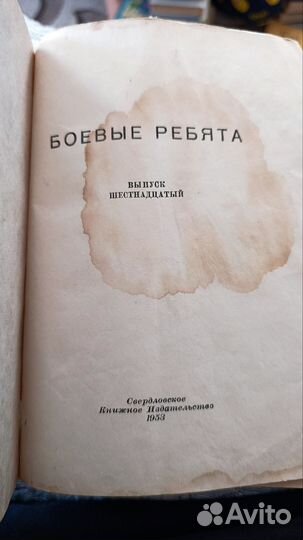 БОЕВЫЕ РЕБЯТА
ВЫПУСК
ШЕСТНАДЦАТЫЙ
Свердловское
Книжное Издательство
1953
Avito